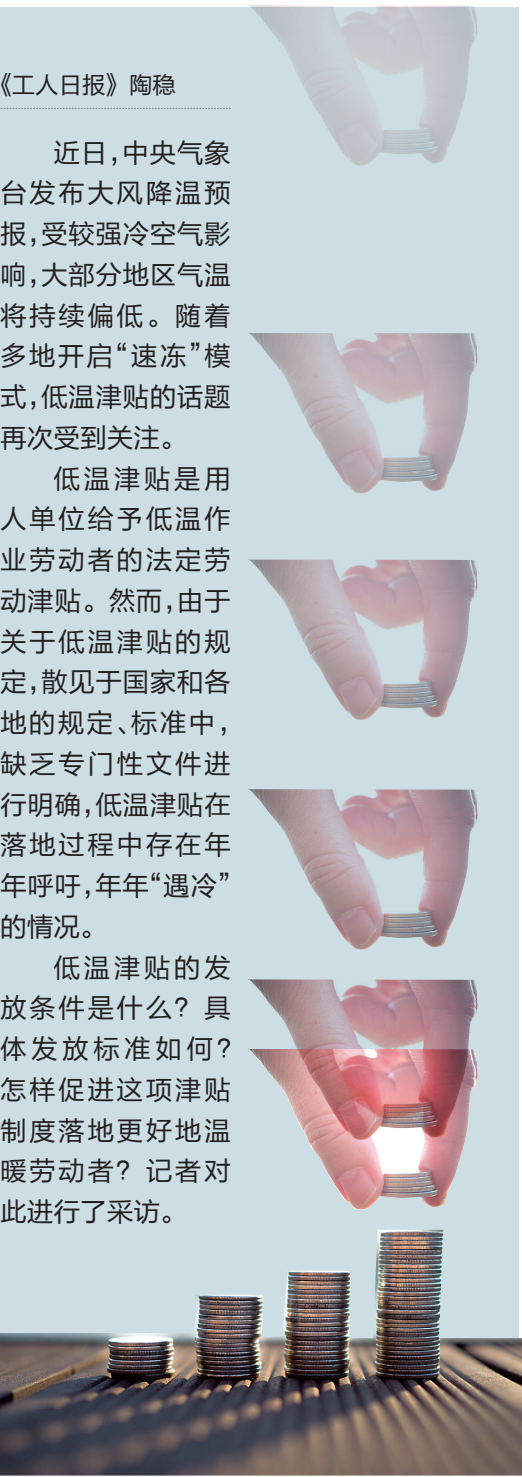 《工人日报》陶稳
近日，中央气象
台发布大风降温预
报，受较强冷空气影
响，大部分地区气温
将持续偏低。随着
多地开启“速冻”模
式，低温津贴的话题
再次受到关注。
低温津贴是用
人单位给予低温作
业劳动者的法定劳
动津贴。然而，由于
关于低温津贴的规
定，散见于国家和各
地的规定、标准中，
缺乏专门性文件进
行明确，低温津贴在
落地过程中存在年
年呼吁，年年“遇冷”
的情况。
低温津贴的发
放条件是什么？具
体发放标准如何？
怎样促进这项津贴
制度落地更好地温
暖劳动者？记者对
此进行了采访。